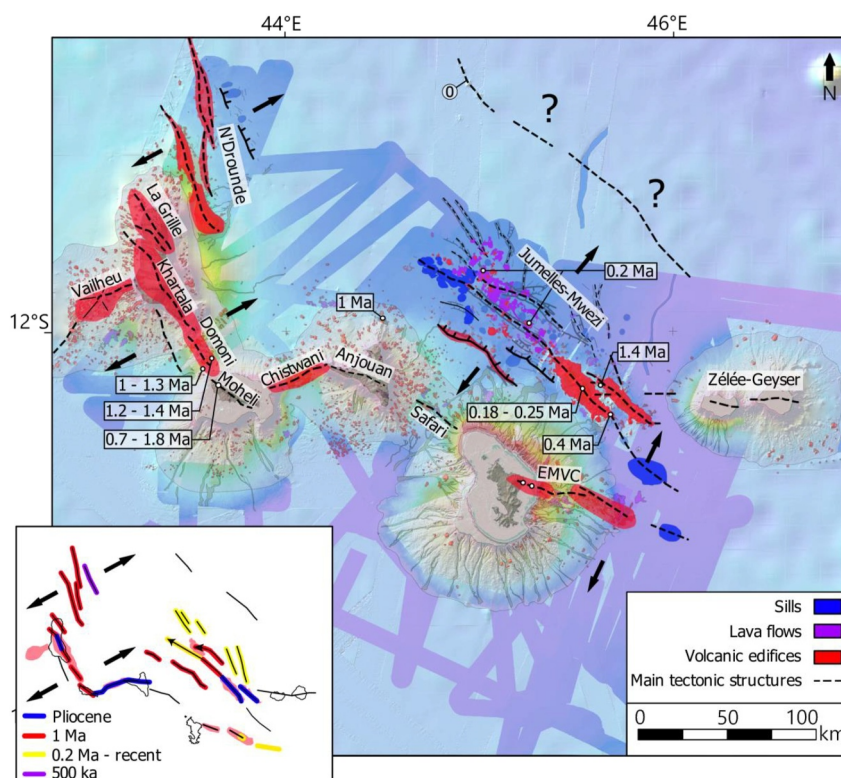 44°E
46°E
N
0
?
?
N'Drounde
La Grille
Vailheu
Khartala
Domoni
Moheli
Chistwani
Anjouan
Safari
Jumelles-Mwezi
Zélée-Geyser
EMVC
12°S
1 Ma
0.2 Ma
1.4 Ma
0.18 - 0.25 Ma
0.4 Ma
1 - 1.3 Ma
1.2 - 1.4 Ma
0.7 - 1.8 Ma
Pliocene
1 Ma
0.2 Ma - recent
500 ka
Sills
Lava flows
Volcanic edifices
Main tectonic structures
0 50 100
km